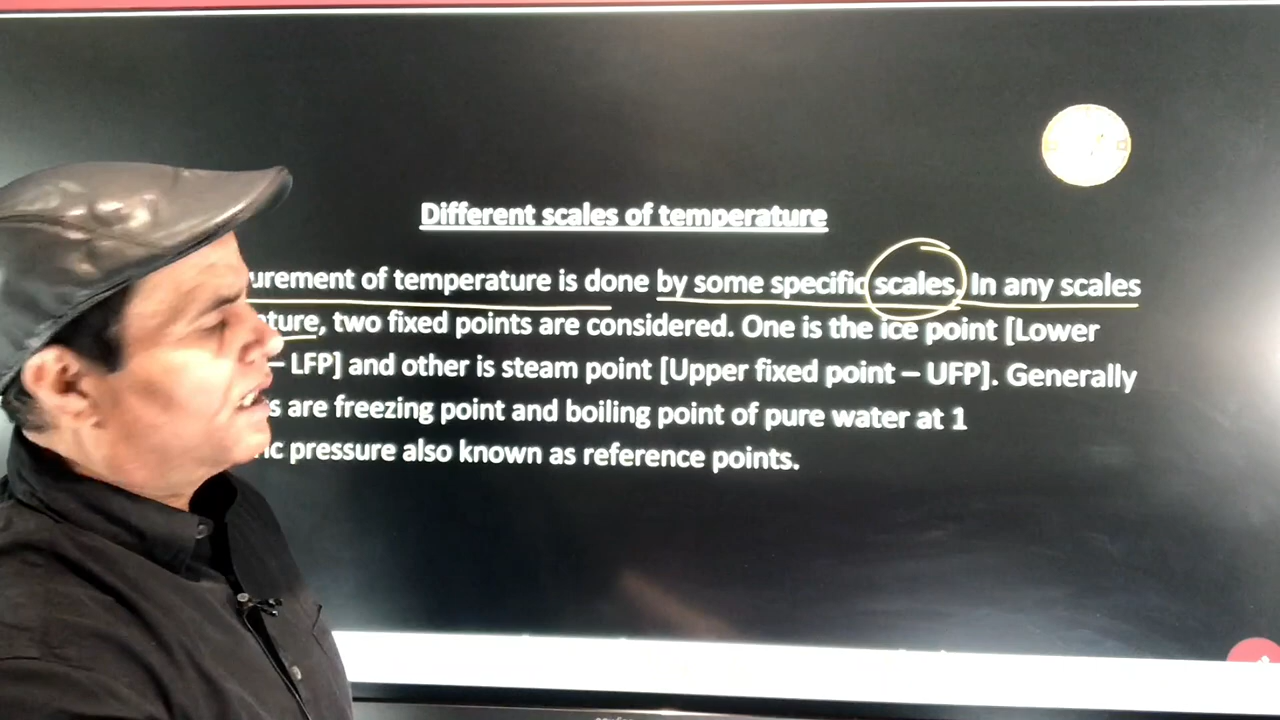 Different scales of temperature
urement of temperature is done by some specific scales. In any scales
ture, two fixed points are considered. One is the ice point [Lower
– LFP] and other is steam point [Upper fixed point – UFP]. Generally
s are freezing point and boiling point of pure water at 1
ic pressure also known as reference points.